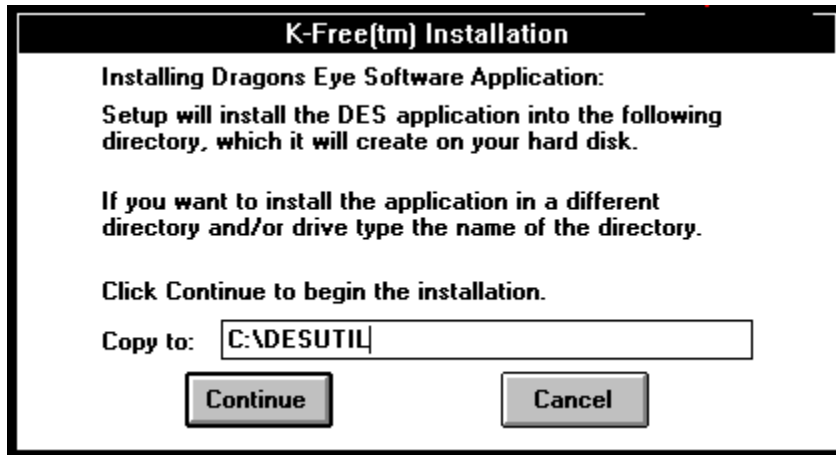 K-Free(tm) Installation
Installing Dragons Eye Software Application:
Setup will install the DES application into the following
directory, which it will create on your hard disk.
If you want to install the application in a different
directory and/or drive type the name of the directory.
Click Continue to begin the installation.
Copy to: C:\DESUTIL
Continue Cancel